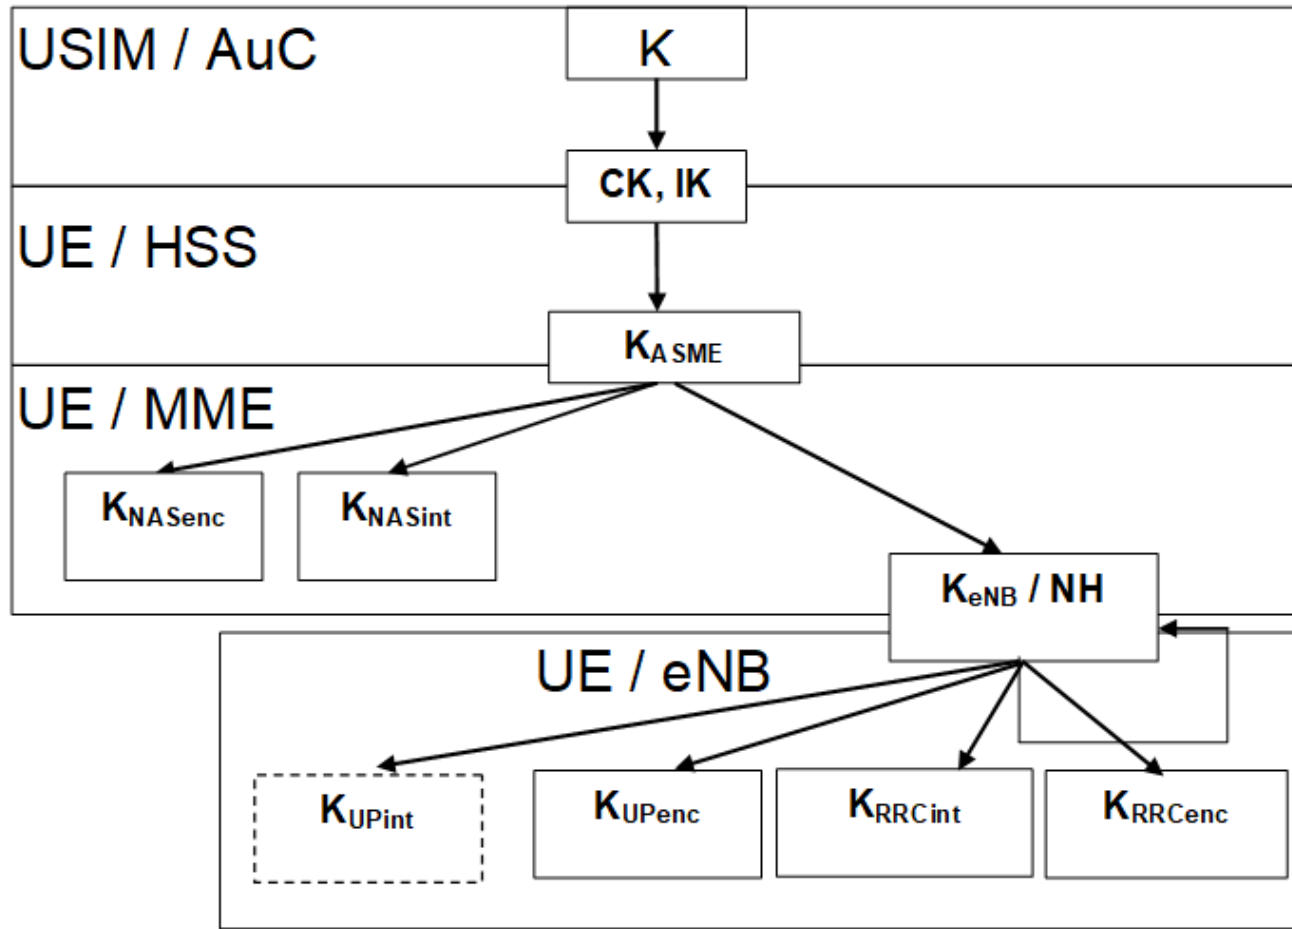 USIM / AuC
K
CK, IK
UE / HSS
KASME
UE / MME
KNASenc
KNASint
KeNB / NH
UE / eNB
KUPint
KUPenc
KRRCint
KRRCenc